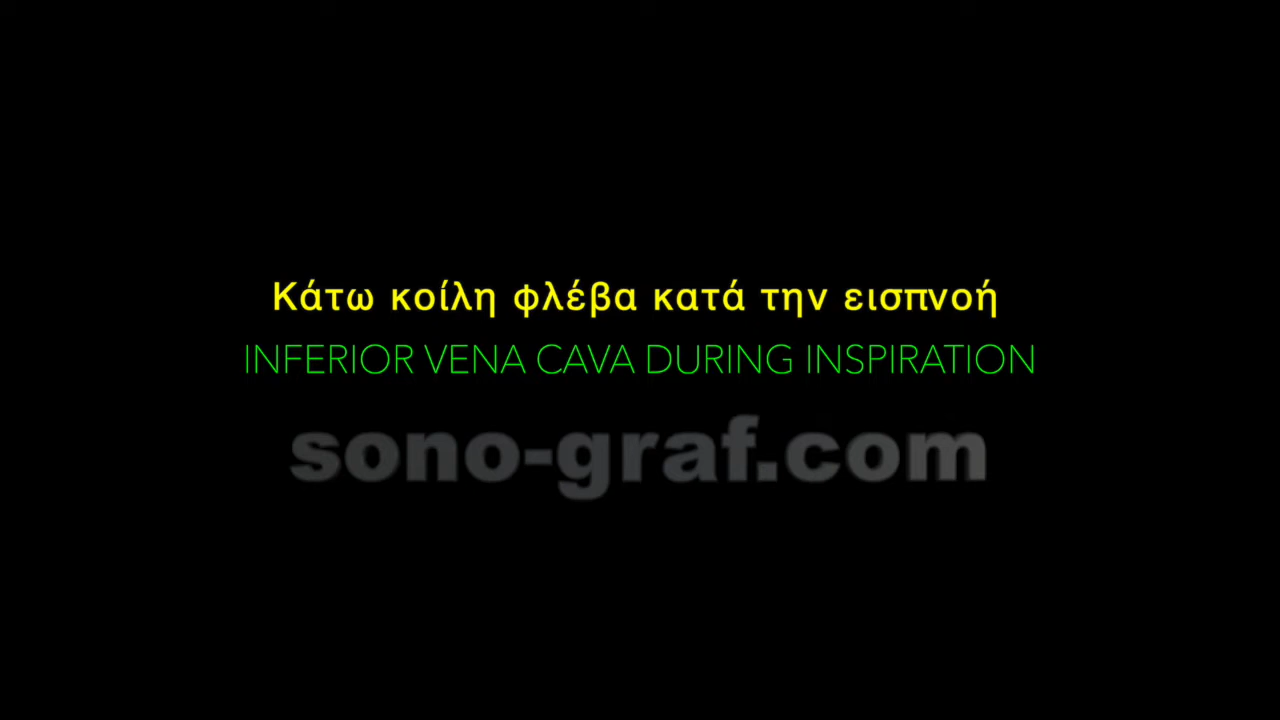 Κάτω κοίλη φλέβα κατά την εισπνοή
INFERIOR VENA CAVA DURING INSPIRATION
sono-graf.com